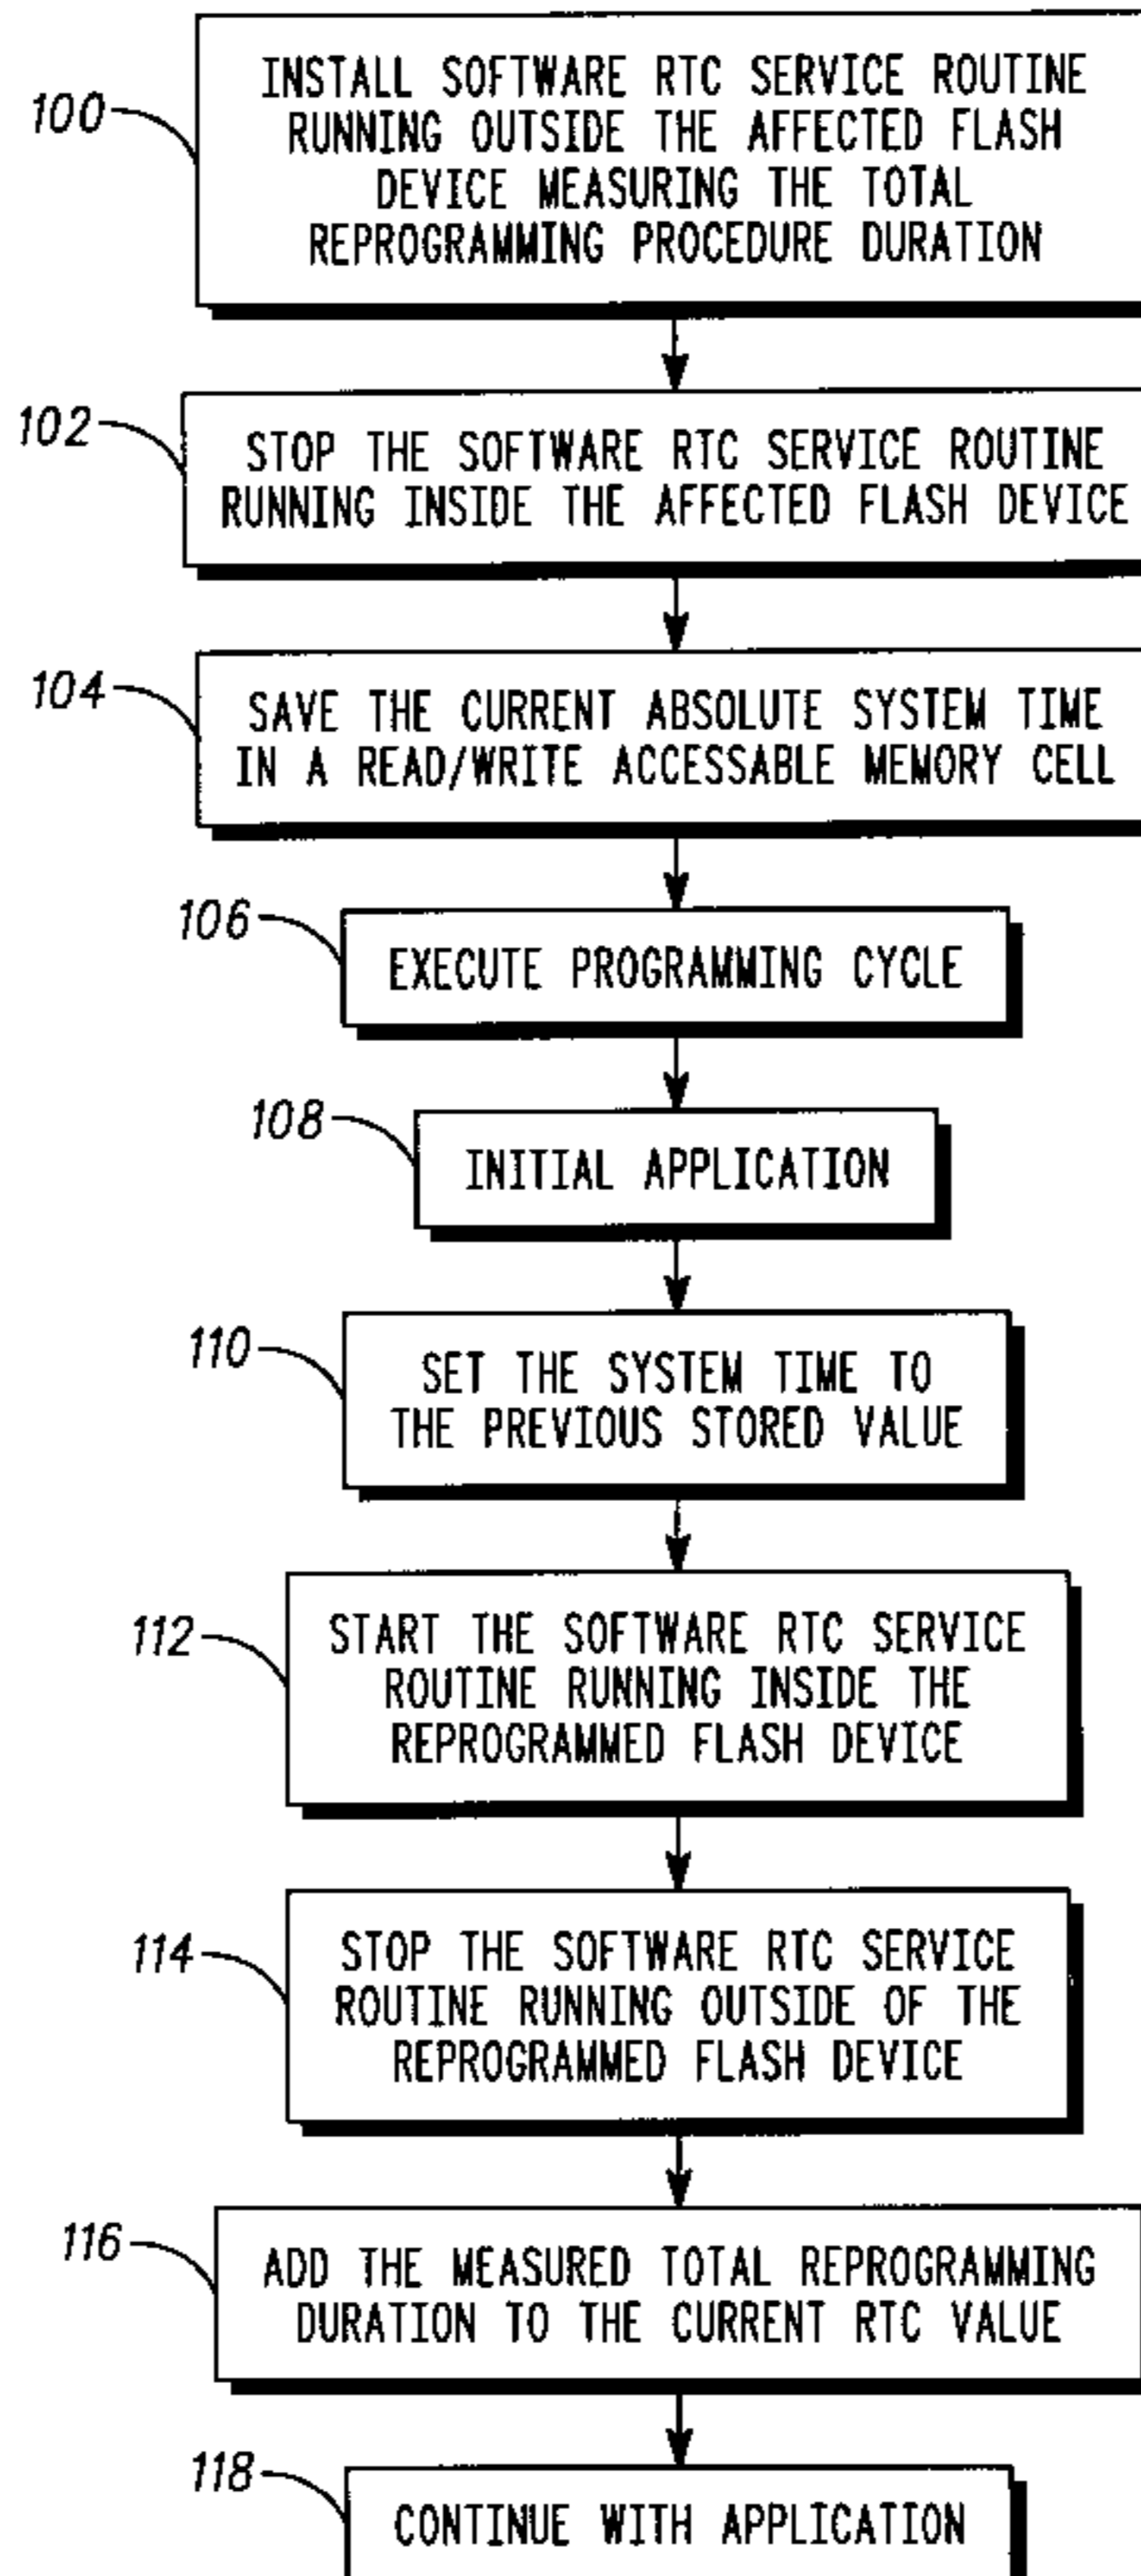 100
INSTALL SOFTWARE RTC SERVICE ROUTINE
RUNNING OUTSIDE THE AFFECTED FLASH
DEVICE MEASURING THE TOTAL
REPROGRAMMING PROCEDURE DURATION
102
STOP THE SOFTWARE RTC SERVICE ROUTINE
RUNNING INSIDE THE AFFECTED FLASH DEVICE
104
SAVE THE CURRENT ABSOLUTE SYSTEM TIME
IN A READ/WRITE ACCESSABLE MEMORY CELL
106
EXECUTE PROGRAMMING CYCLE
108
INITIAL APPLICATION
110
SET THE SYSTEM TIME TO
THE PREVIOUS STORED VALUE
112
START THE SOFTWARE RTC SERVICE
ROUTINE RUNNING INSIDE THE
REPROGRAMMED FLASH DEVICE
114
STOP THE SOFTWARE RTC SERVICE
ROUTINE RUNNING OUTSIDE OF THE
REPROGRAMMED FLASH DEVICE
116
ADD THE MEASURED TOTAL REPROGRAMMING
DURATION TO THE CURRENT RTC VALUE
118
CONTINUE WITH APPLICATION